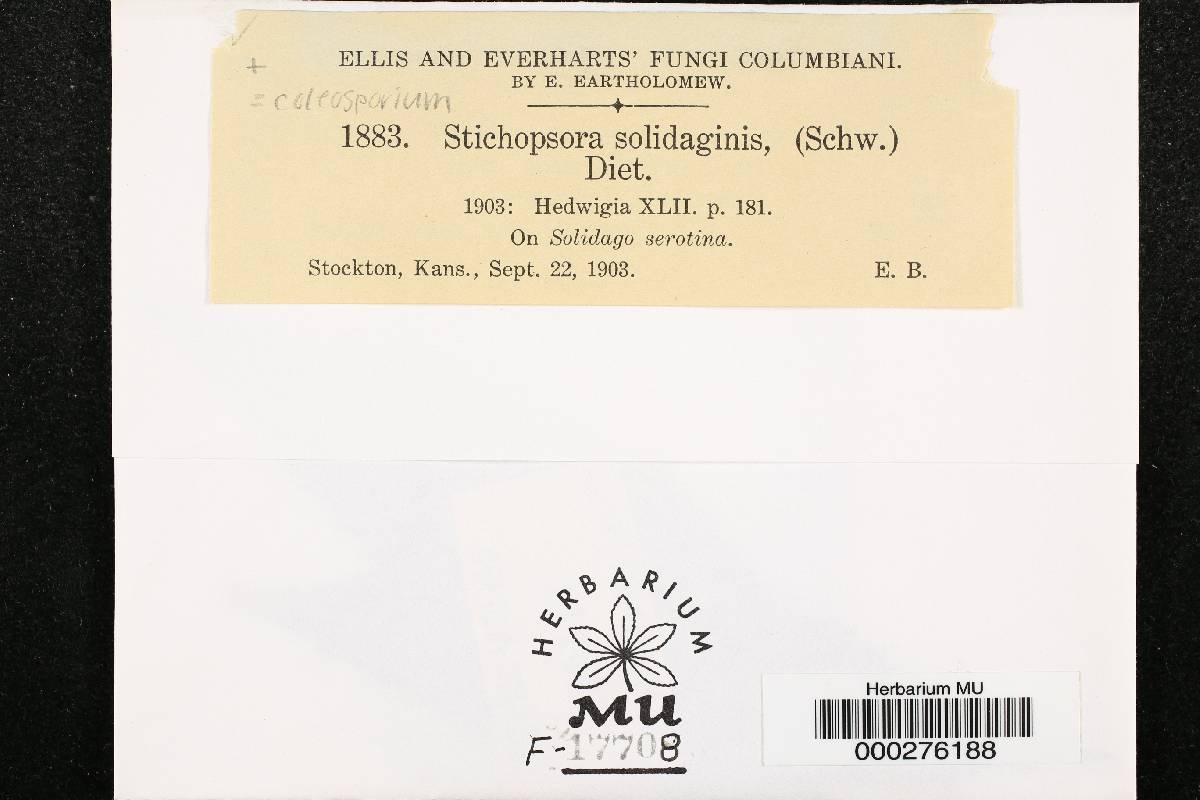 ELLIS AND EVERHARTS' FUNGI COLUMBIANI.
BY E. EARTHOLOMEW.
+
= coleosporium
1883. Stichopsora solidaginis, (Schw.)
Diet.
1903: Hedwigia XLII. p. 181.
On Solidago serotina.
Stockton, Kans., Sept. 22, 1903. E. B.
HERBARIUM
MU
F-17708
Herbarium MU
000276188